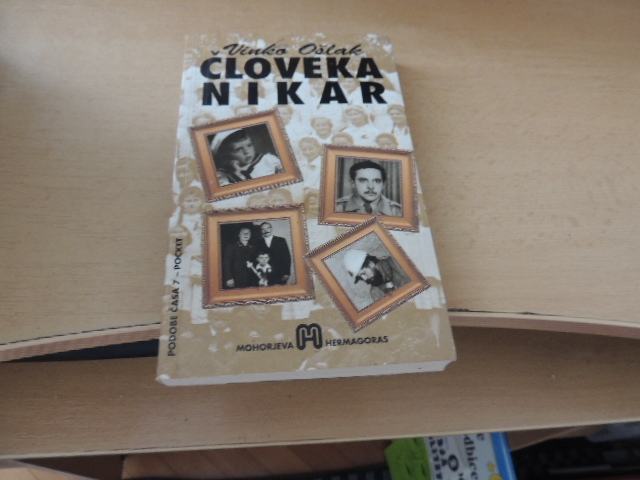 Vinko Ošlak
ČLOVEKA
NIKAR
PODOBE ČASA 7 - POCKET
MOHORJEVA HERMAGORAS